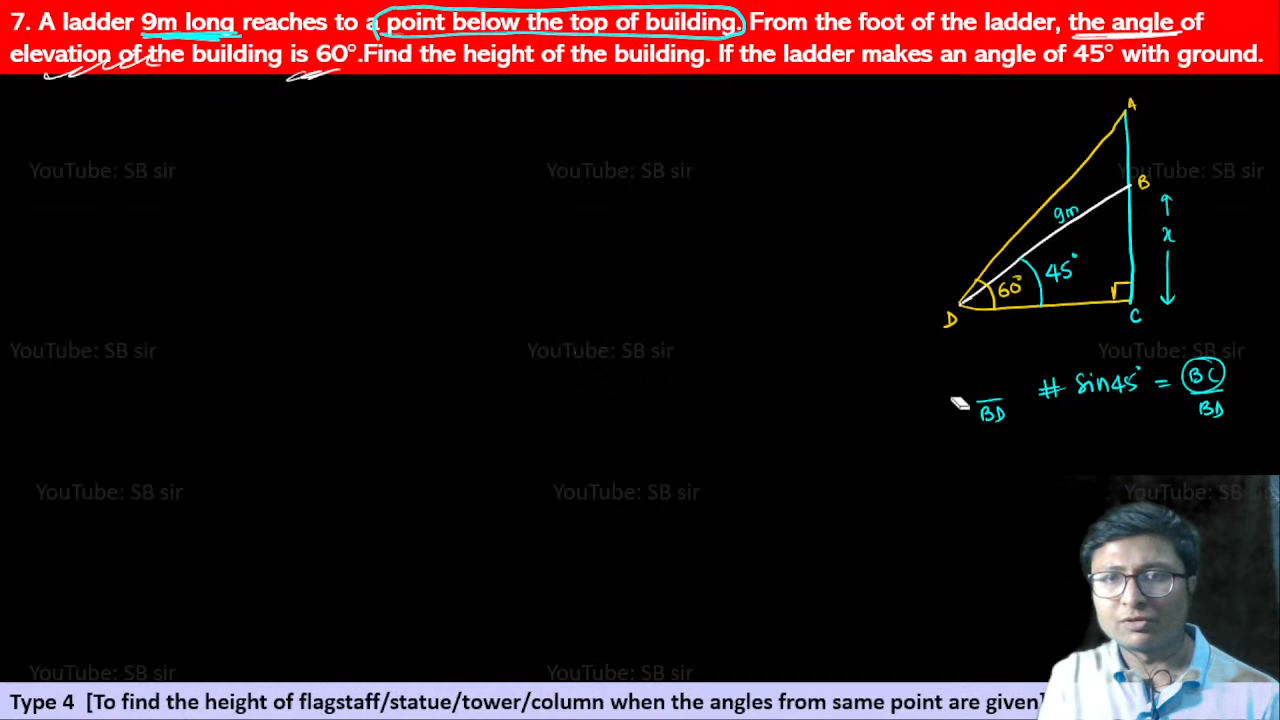 7. A ladder 9m long reaches to a point below the top of building. From the foot of the ladder, the angle of
elevation of the building is 60°.Find the height of the building. If the ladder makes an angle of 45° with ground.
A
YouTube: SB sir YouTube: SB sir YouTube: SB sir
B
9m
x
45°
60°
D
C
YouTube: SB sir YouTube: SB sir YouTube: SB sir
# Sin45° = BC
BD BD
YouTube: SB sir YouTube: SB sir YouTube: SB
YouTube: SB sir YouTube: SB sir
Type 4 [To find the height of flagstaff/statue/tower/column when the angles from same point are given]